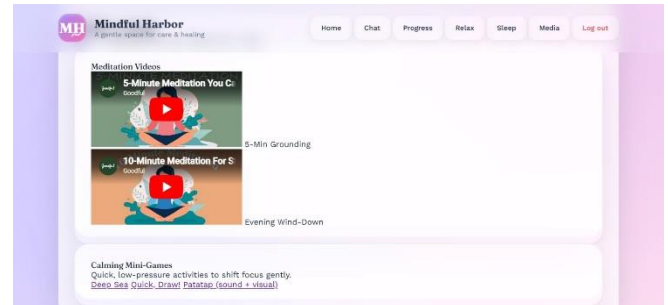 MH
Mindful Harbor
A gentle space for care & healing
Home Chat Progress Relax Sleep Media Log out
Meditation Videos
5-Minute Meditation You Ca
Goodful
5-Min Grounding
10-Minute Meditation For S
Goodful
Evening Wind-Down
Calming Mini-Games
Quick, low-pressure activities to shift focus gently.
Deep Sea Quick, Draw! Patatap (sound + visual)